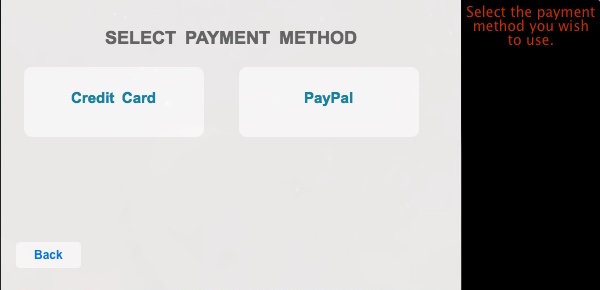 SELECT PAYMENT METHOD
Credit Card
PayPal
Back
Select the payment
method you wish
to use.